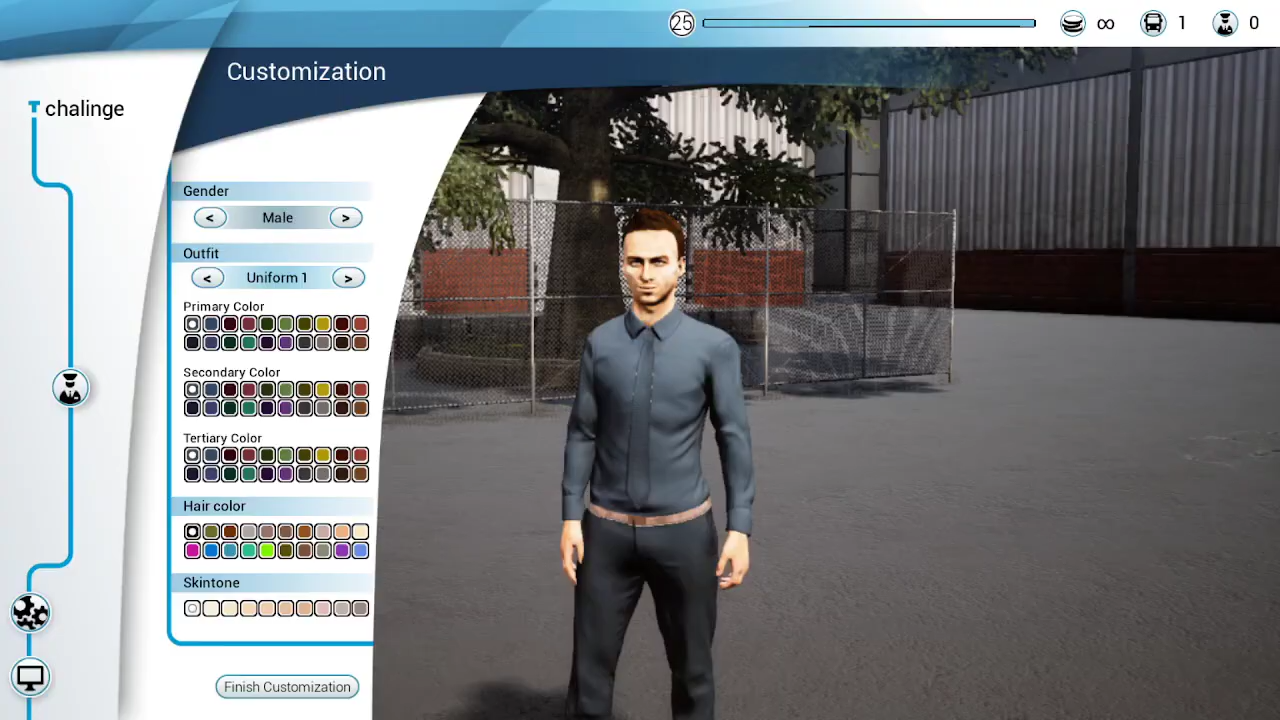 25 ∞ 1 0
Customization
chalinge
Gender
< Male >
Outfit
< Uniform 1 >
Primary Color
Secondary Color
Tertiary Color
Hair color
Skintone
Finish Customization